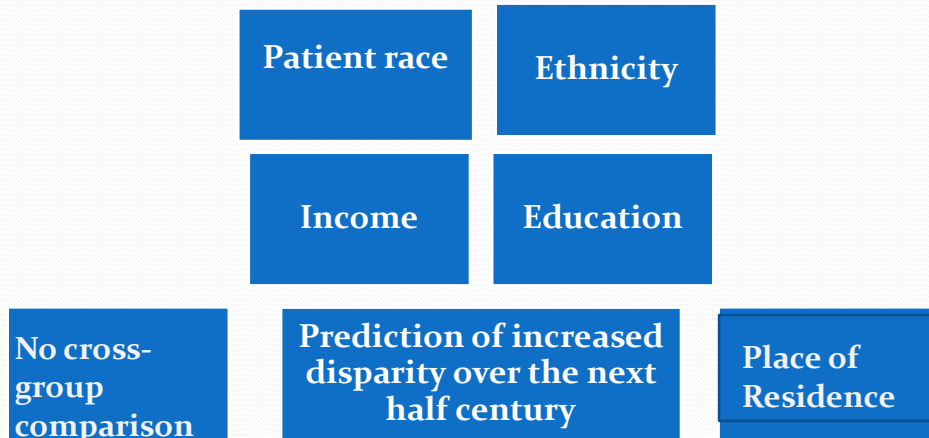 Patient race
Ethnicity
Income
Education
No cross-
group
comparison
Prediction of increased
disparity over the next
half century
Place of
Residence